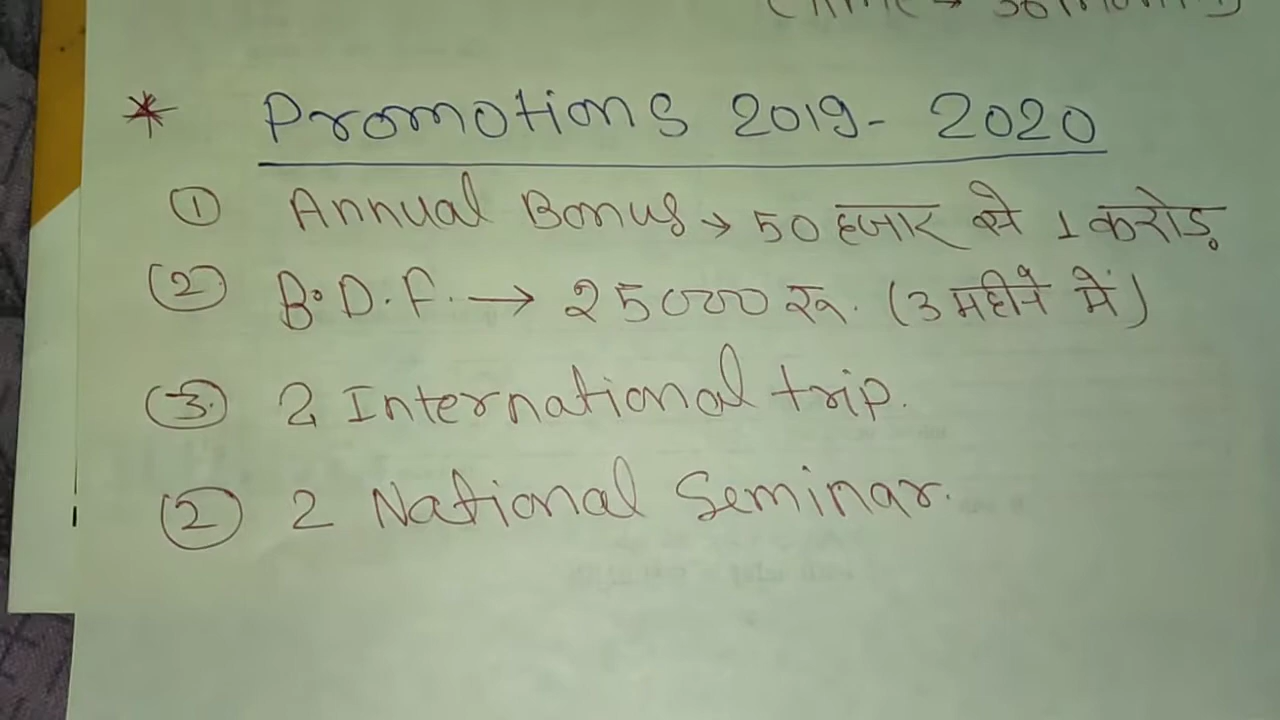 * Promotions 2019- 2020
① Annual Bonus → 50 हजार से 1 करोड़
(2) B.D.F. → 25000 रू. (3 महीने में)
(3) 2 International trip.
(2) 2 National Seminar.